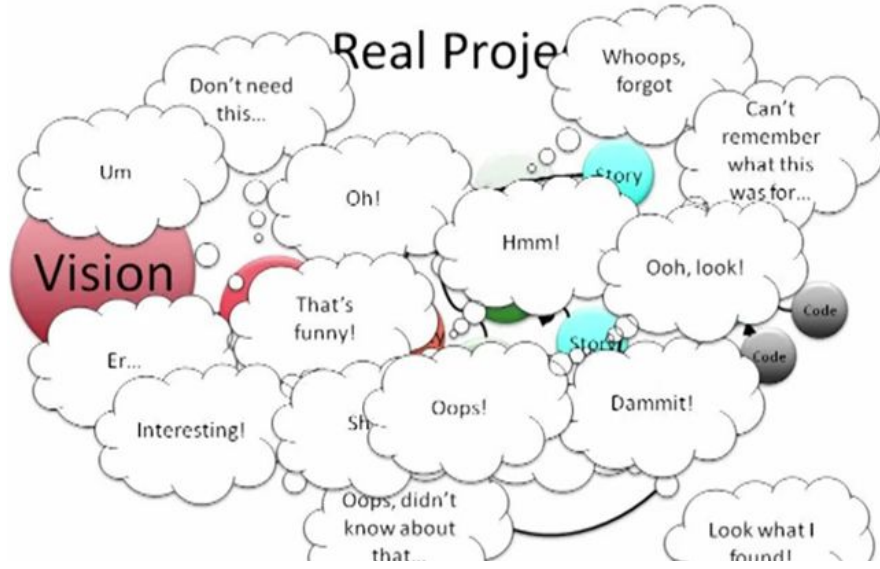 Real Proje
Whoops,
forgot
Don't need
this...
Can't
remember
what this
was for...
Um
Story
Oh!
Hmm!
Ooh, look!
Vision
That's
funny!
Code
Story
Code
Er...
Interesting!
Sh
Oops!
Dammit!
Oops, didn't
know about
that...
Look what I
found!